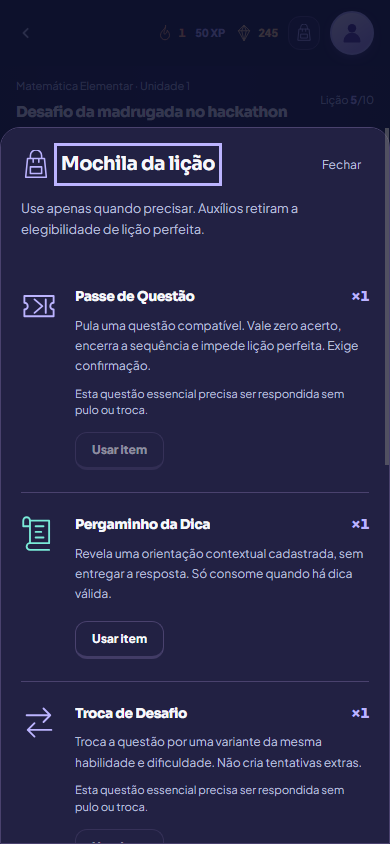 1 50 XP 245
Matemática Elementar · Unidade 1
Lição 5/10
Desafio da madrugada no hackathon
Mochila da lição
Fechar
Use apenas quando precisar. Auxílios retiram a
elegibilidade de lição perfeita.
Passe de Questão ×1
Pula uma questão compatível. Vale zero acerto,
encerra a sequência e impede lição perfeita. Exige
confirmação.
Esta questão essencial precisa ser respondida sem
pulo ou troca.
Usar item
Pergaminho da Dica ×1
Revela uma orientação contextual cadastrada, sem
entregar a resposta. Só consome quando há dica
válida.
Usar item
Troca de Desafio ×1
Troca a questão por uma variante da mesma
habilidade e dificuldade. Não cria tentativas extras.
Esta questão essencial precisa ser respondida sem
pulo ou troca.